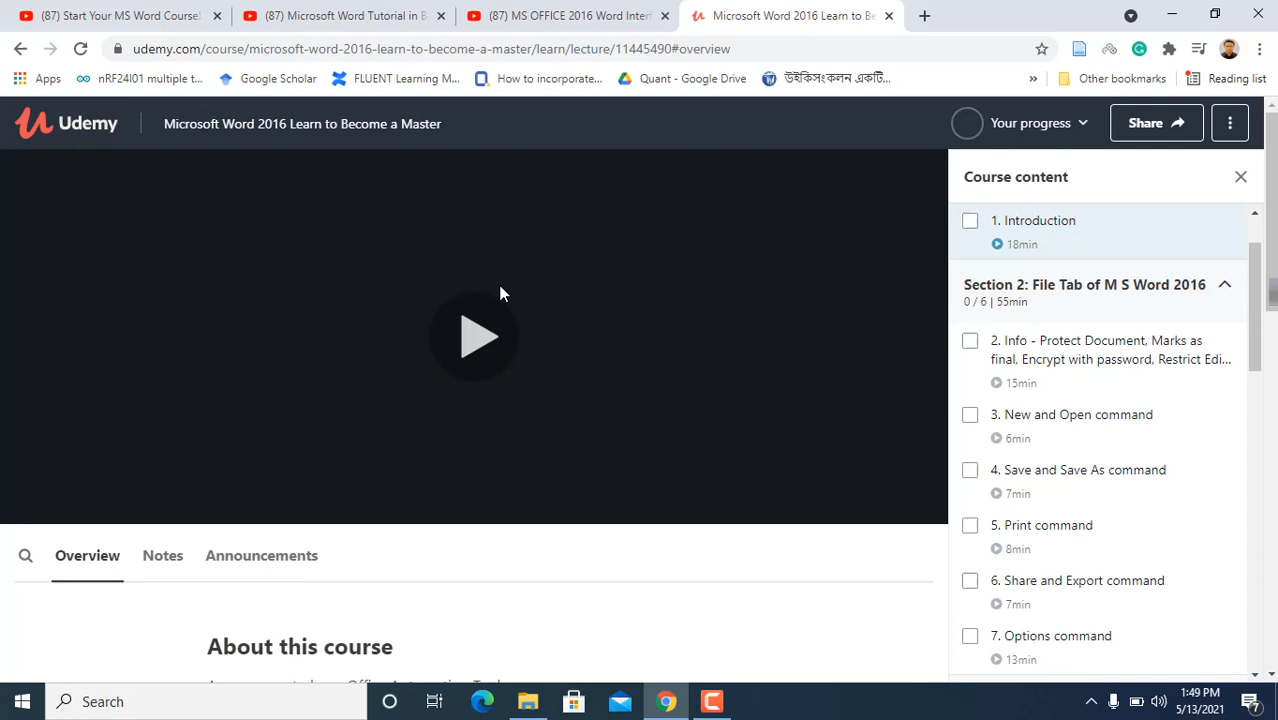 (87) Start Your MS Word Course!
(87) Microsoft Word Tutorial in B
(87) MS OFFICE 2016 Word Inter
Microsoft Word 2016 Learn to Be
udemy.com/course/microsoft-word-2016-learn-to-become-a-master/learn/lecture/11445490#overview
Apps
nRF24l01 multiple t...
Google Scholar
FLUENT Learning M...
How to incorporate...
Quant - Google Drive
উইকিসংকলন একটি...
»
Other bookmarks
Reading list
Udemy
Microsoft Word 2016 Learn to Become a Master
Your progress
Share
Course content
1. Introduction
18min
Section 2: File Tab of M S Word 2016
0 / 6 | 55min
2. Info - Protect Document, Marks as
final, Encrypt with password, Restrict Edi...
15min
3. New and Open command
6min
4. Save and Save As command
7min
5. Print command
8min
6. Share and Export command
7min
7. Options command
13min
Overview
Notes
Announcements
About this course
Search
1:49 PM
5/13/2021
7